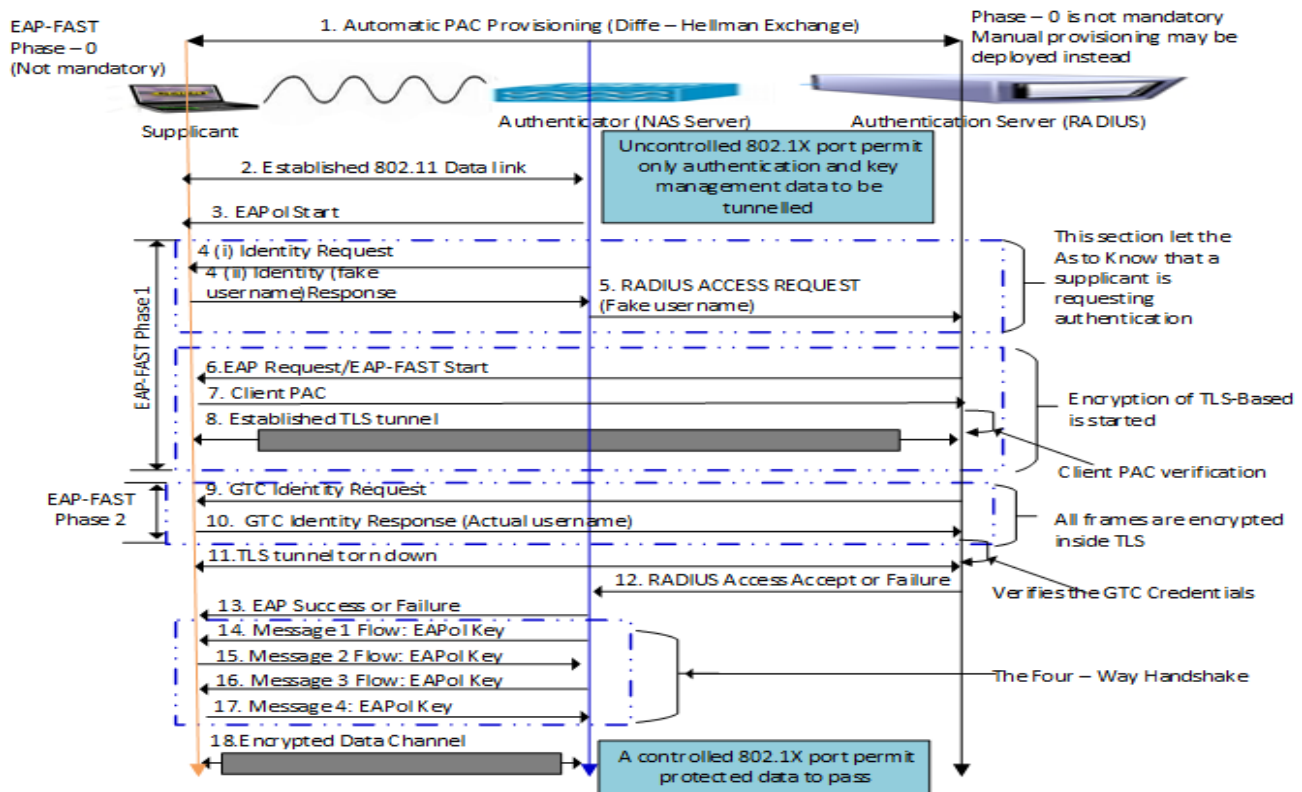 EAP-FAST
Phase – 0
(Not mandatory)
1. Automatic PAC Provisioning (Diffe – Hellman Exchange)
Phase – 0 is not mandatory
Manual provisioning may be
deployed instead
Supplicant
Authenticator (NAS Server)
Authentication Server (RADIUS)
Uncontrolled 802.1X port permit
only authentication and key
management data to be
tunnelled
2. Established 802.11 Data link
3. EAPol Start
EAP-FAST Phase 1
4 (i) Identity Request
4 (ii) Identity (fake
username)Response
5. RADIUS ACCESS REQUEST
(Fake username)
This section let the
As to Know that a
supplicant is
requesting
authentication
6.EAP Request/EAP-FAST Start
7. Client PAC
8. Established TLS tunnel
Encryption of TLS-Based
is started
Client PAC verification
EAP-FAST
Phase 2
9. GTC Identity Request
10. GTC Identity Response (Actual username)
All frames are encrypted
inside TLS
11.TLS tunnel torn down
12. RADIUS Access Accept or Failure
Verifies the GTC Credentials
13. EAP Success or Failure
14. Message 1 Flow: EAPol Key
15. Message 2 Flow: EAPol Key
16. Message 3 Flow: EAPol Key
17. Message 4: EAPol Key
The Four – Way Handshake
18.Encrypted Data Channel
A controlled 802.1X port permit
protected data to pass